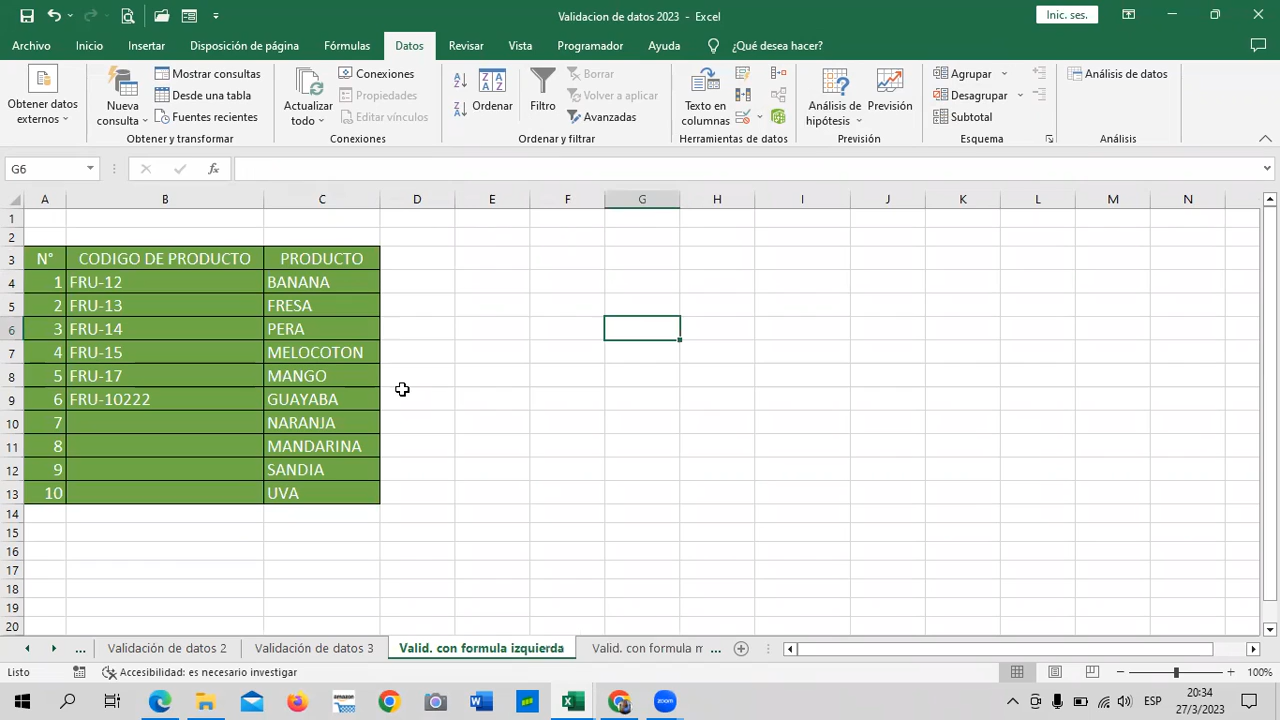 Validacion de datos 2023 - Excel
Inic. ses.
Archivo Inicio Insertar Disposición de página Fórmulas Datos Revisar Vista Programador Ayuda ¿Qué desea hacer?
Obtener datos externos
Nueva consulta
Mostrar consultas
Desde una tabla
Fuentes recientes
Obtener y transformar
Actualizar todo
Conexiones
Propiedades
Editar vínculos
Conexiones
Ordenar
Filtro
Borrar
Volver a aplicar
Avanzadas
Ordenar y filtrar
Texto en columnas
Herramientas de datos
Análisis de hipótesis
Previsión
Previsión
Agrupar
Desagrupar
Subtotal
Esquema
Análisis de datos
Análisis
G6 fx
A B C D E F G H I J K L M N
1
2
3 N° CODIGO DE PRODUCTO PRODUCTO
4 1 FRU-12 BANANA
5 2 FRU-13 FRESA
6 3 FRU-14 PERA
7 4 FRU-15 MELOCOTON
8 5 FRU-17 MANGO
9 6 FRU-10222 GUAYABA
10 7 NARANJA
11 8 MANDARINA
12 9 SANDIA
13 10 UVA
14
15
16
17
18
19
20
... Validación de datos 2 Validación de datos 3 Valid. con formula izquierda Valid. con formula m ...
Listo Accesibilidad: es necesario investigar 100%
ESP 20:34
27/3/2023